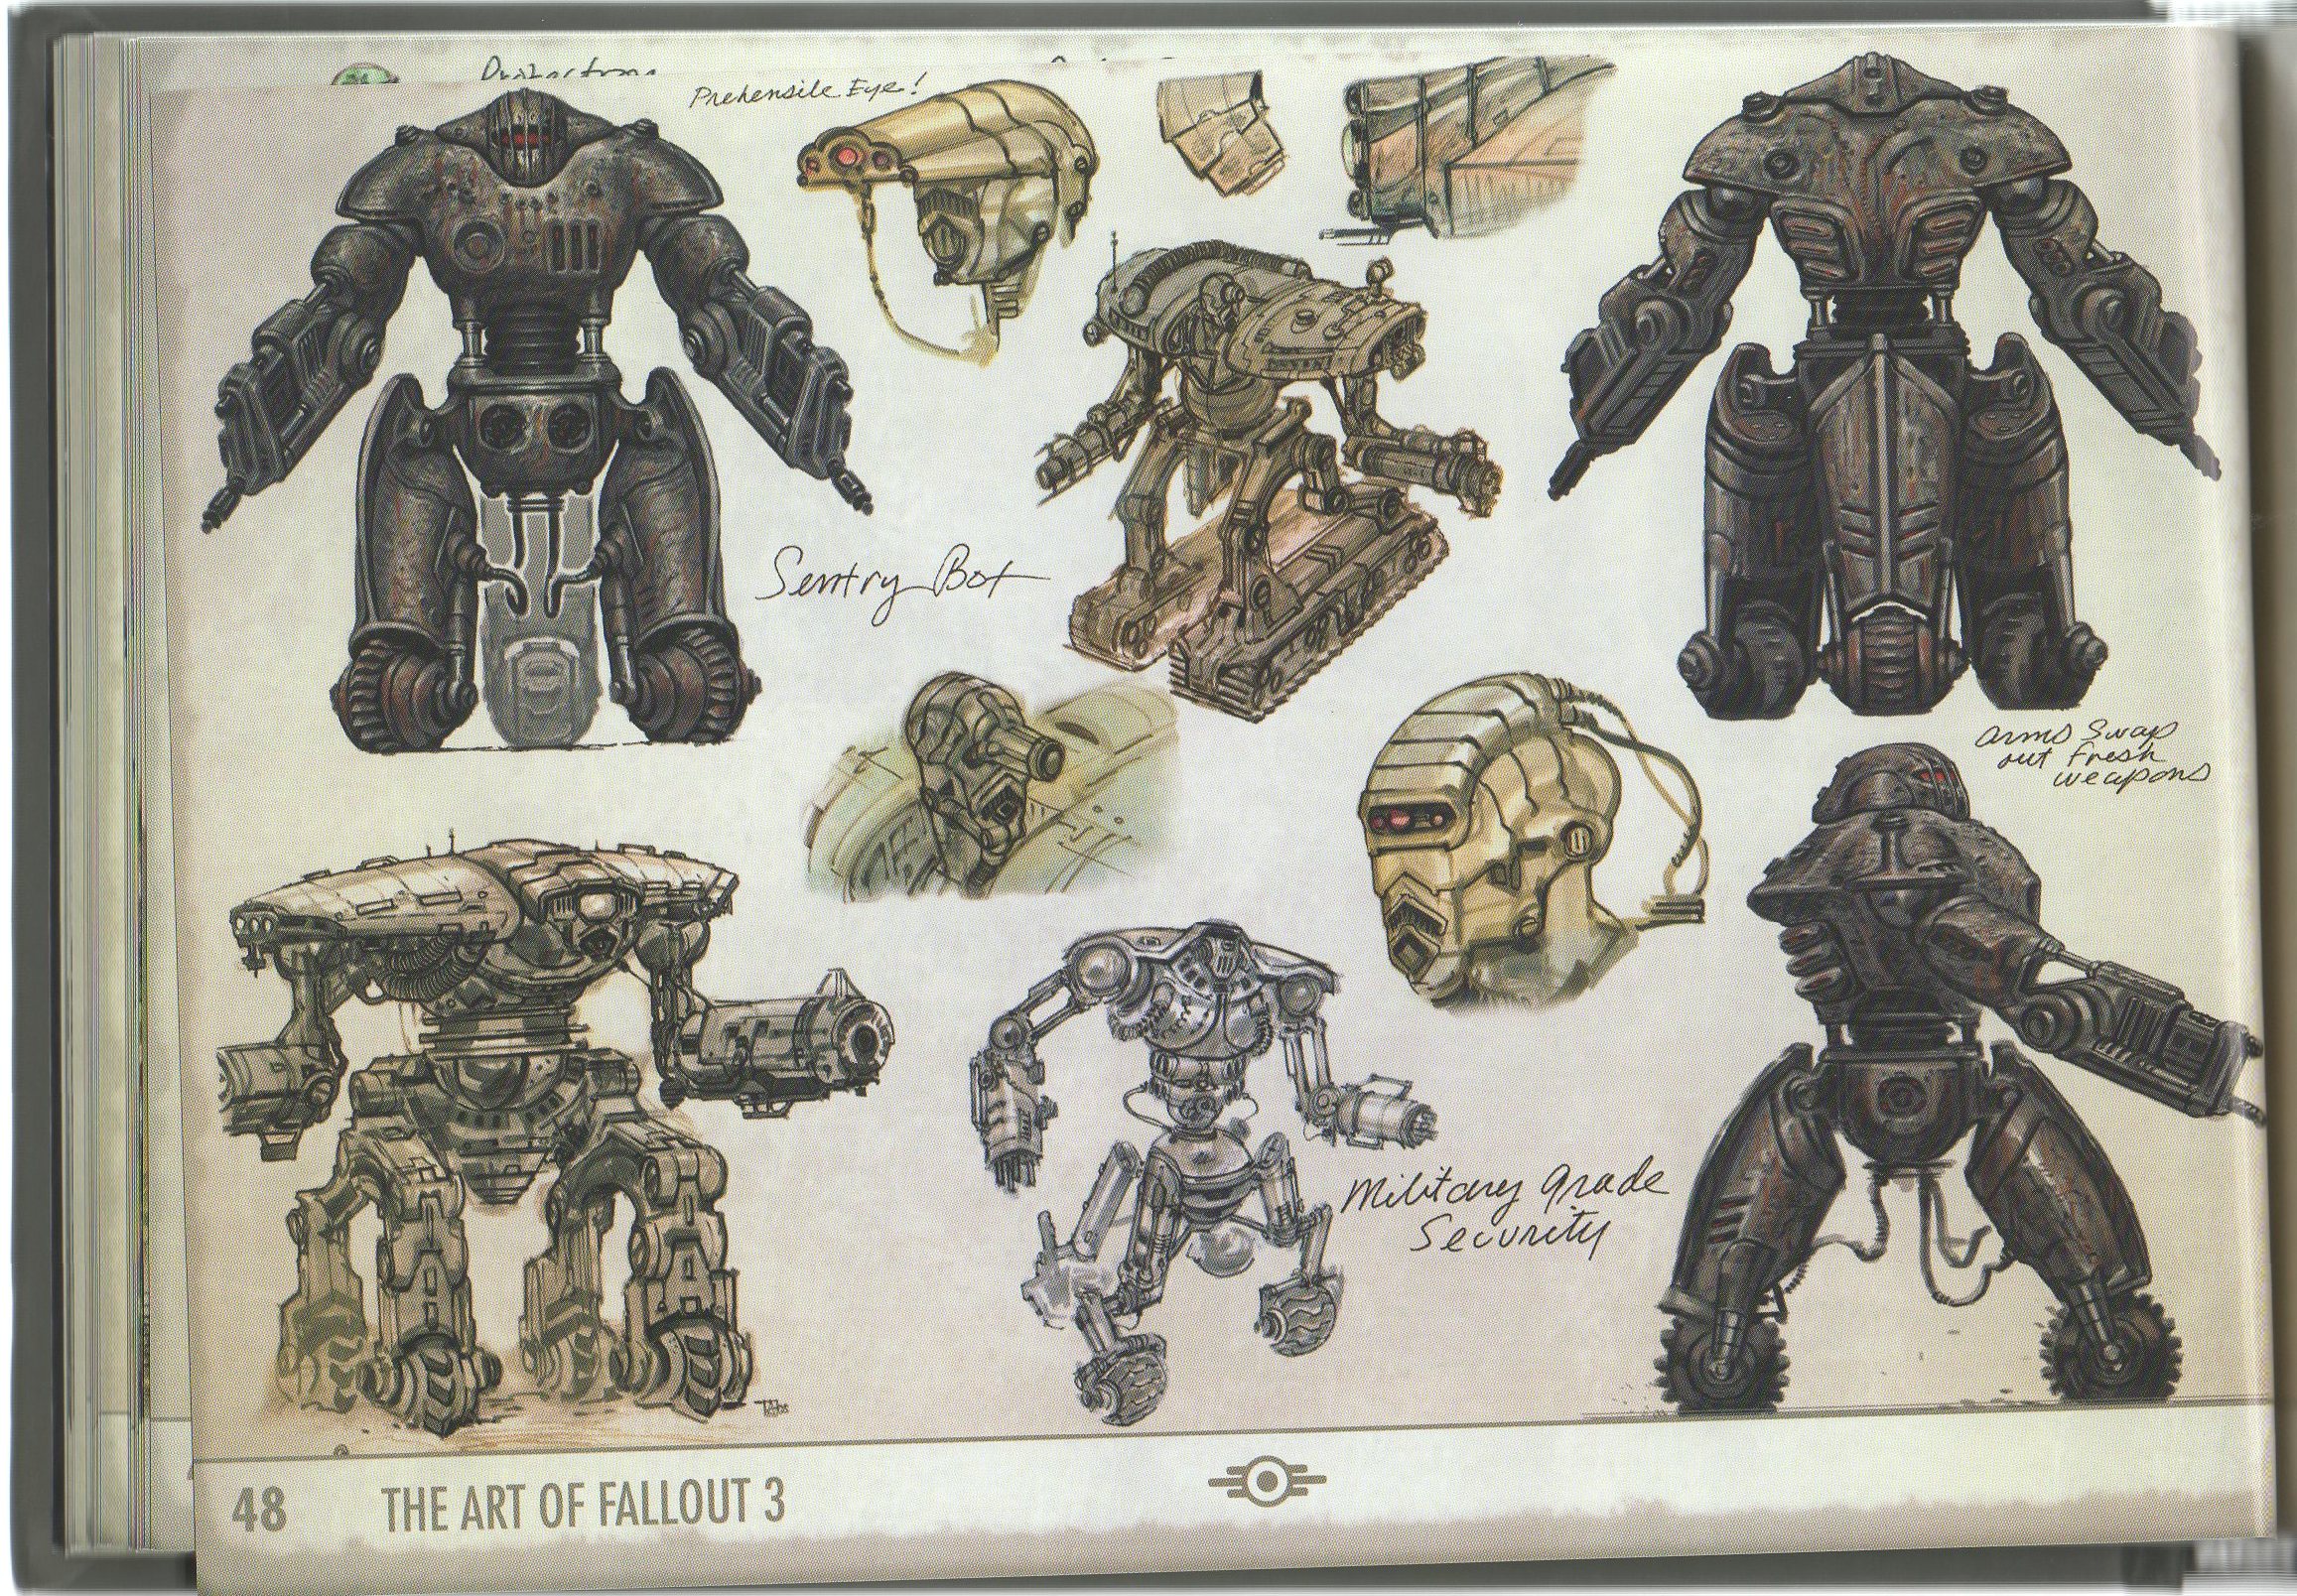 Prehensile Eye!
Sentry Bot
arms Swap
out Fresh
weapons
Military Grade
Security
48 THE ART OF FALLOUT 3